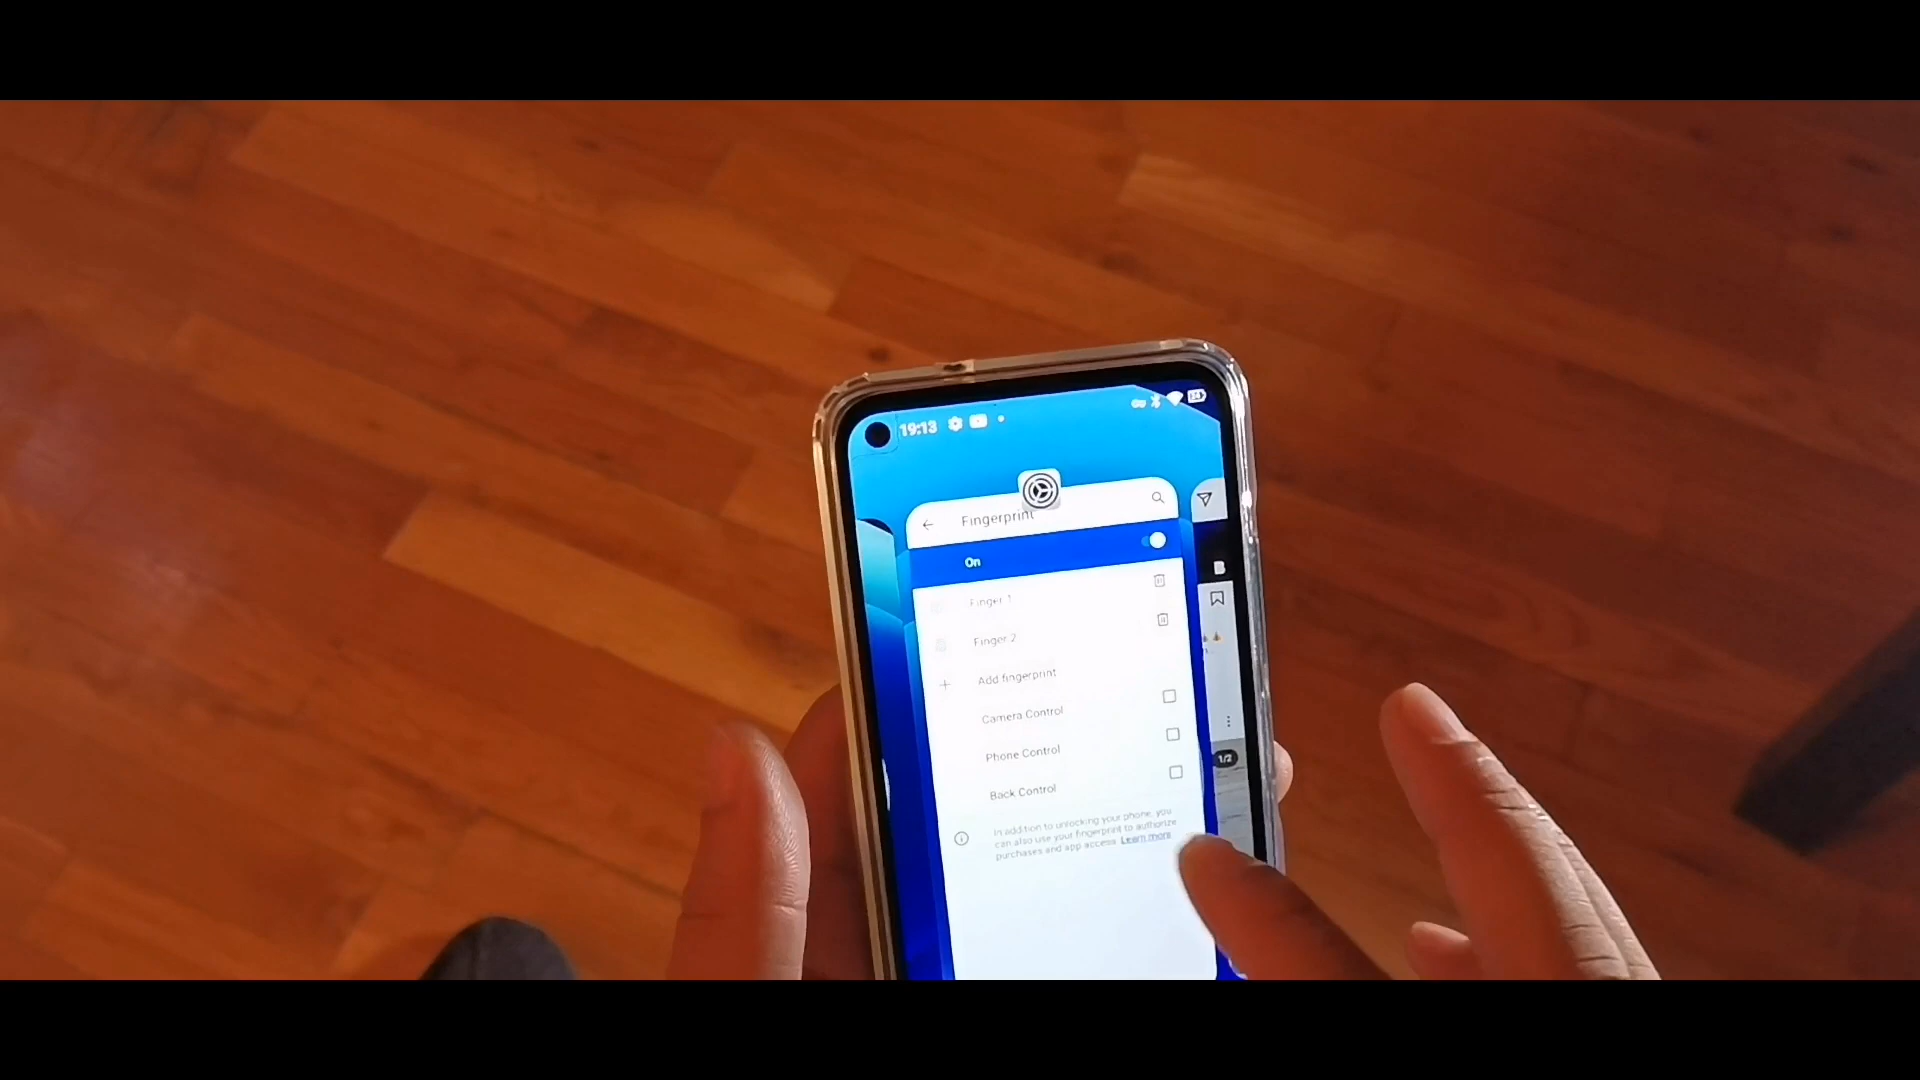 19:13
Fingerprint
On
Finger 1
Finger 2
Add fingerprint
Camera Control
Phone Control
Back Control
In addition to unlocking your phone, you
can also use your fingerprint to authorize
purchases and app access. Learn more
B
1/2